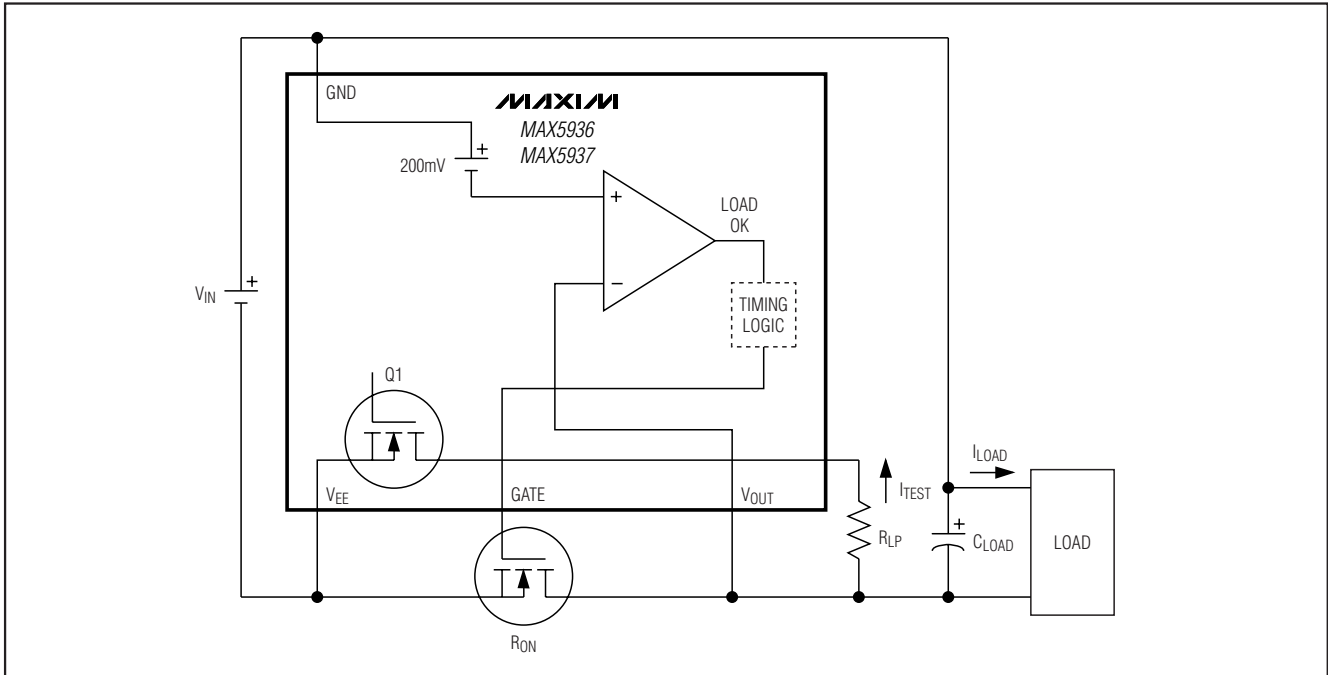 GND
MAXIM
MAX5936
MAX5937
+
200mV
+
LOAD
OK
−
+
VIN
TIMING
LOGIC
Q1
VEE
GATE
VOUT
ITEST
ILOAD
+
RLP
CLOAD
LOAD
RON